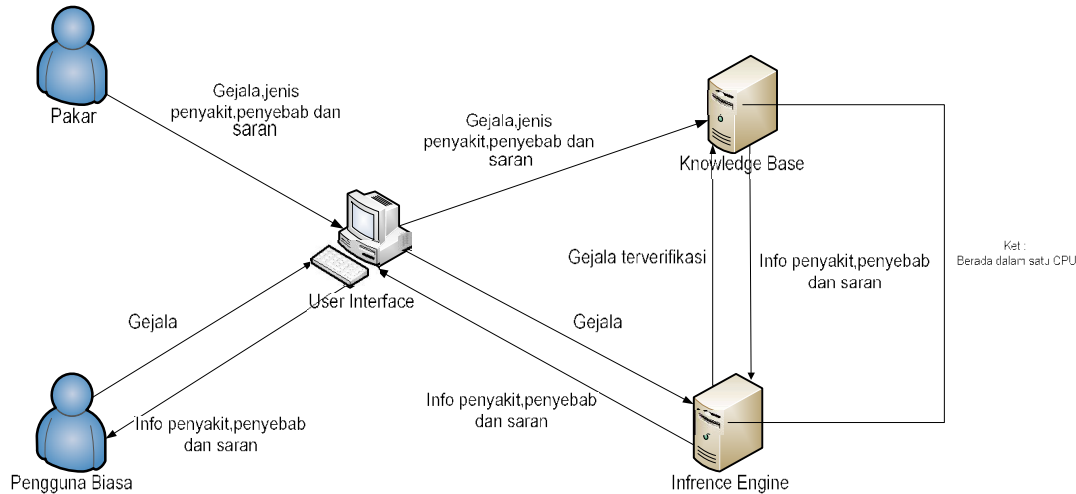 Gejala,jenis
penyakit,penyebab dan
saran
Pakar
Gejala,jenis
penyakit,penyebab dan
saran
Knowledge Base
Gejala terverifikasi
Info penyakit,penyebab
dan saran
Ket :
Berada dalam satu CPU
User Interface
Gejala
Gejala
Info penyakit,penyebab
dan saran
Info penyakit,penyebab
dan saran
Pengguna Biasa
Infrence Engine